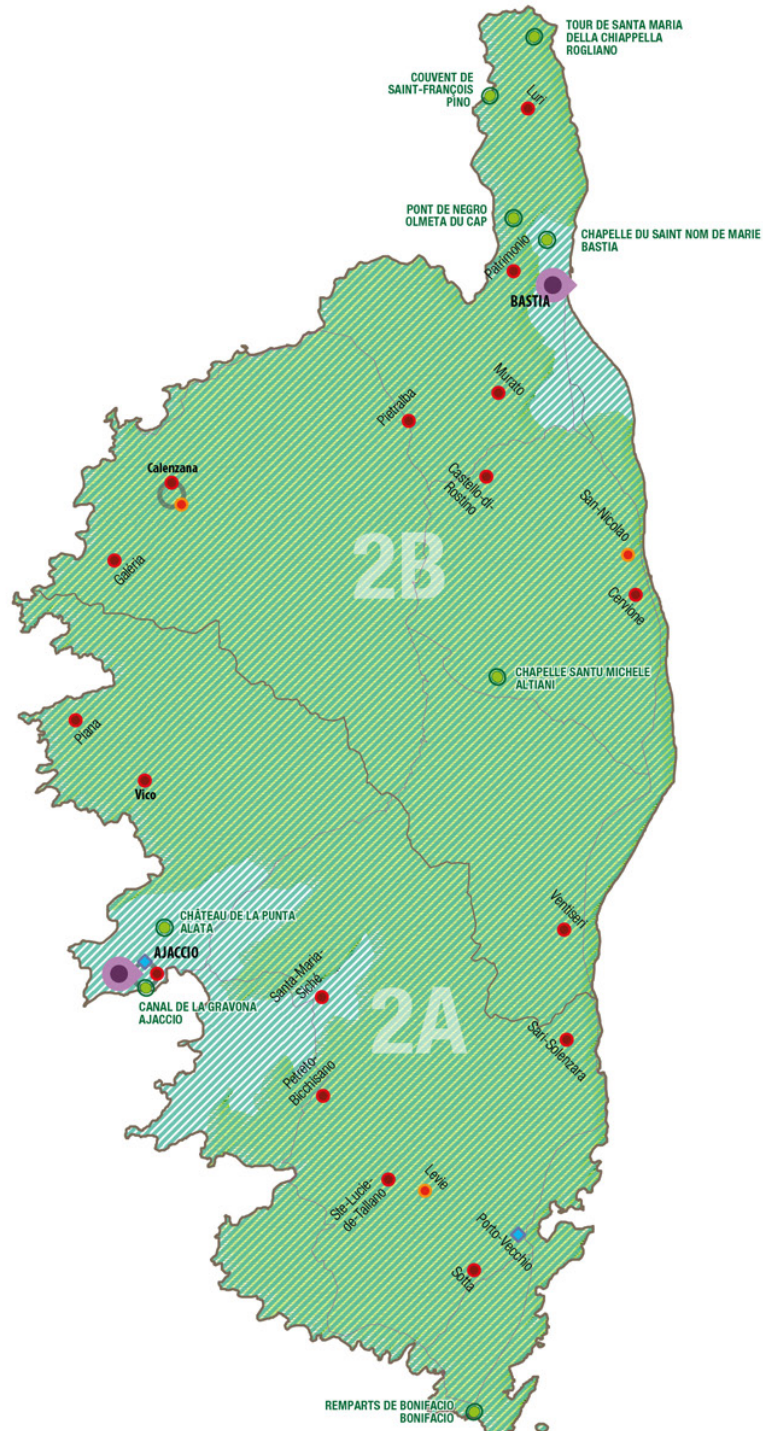 TOUR DE SANTA MARIA
DELLA CHIAPPELLA
ROGLIANO
COUVENT DE
SAINT-FRANÇOIS
PINO
Luri
PONT DE NEGRO
OLMETA DU CAP
CHAPELLE DU SAINT NOM DE MARIE
BASTIA
Patrimonio
BASTIA
Murato
Pietralba
Calenzana
Castello-di-
Rostino
San-Nicolao
2B
Galéria
Cervione
CHAPELLE SANTU MICHELE
ALTIANI
Piana
Vico
CHÂTEAU DE LA PUNTA
ALATA
Ventiseri
AJACCIO
Santa-Maria-
Siché
CANAL DE LA GRAVONA
AJACCIO
2A
Sari-Solenzara
Petreto-
Bicchisano
Ste-Lucie-
de-Tallano
Levie
Porto-Vecchio
Sotta
REMPARTS DE BONIFACIO
BONIFACIO